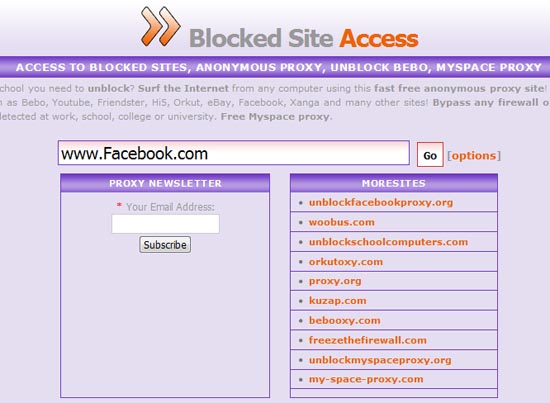 Blocked Site Access
ACCESS TO BLOCKED SITES, ANONYMOUS PROXY, UNBLOCK BEBO, MYSPACE PROXY
chool you need to unblock? Surf the Internet from any computer using this fast free anonymous proxy site!
h as Bebo, Youtube, Friendster, Hi5, Orkut, eBay, Facebook, Xanga and many other sites! Bypass any firewall o
detected at work, school, college or university. Free Myspace proxy.
www.Facebook.com Go [options]
PROXY NEWSLETTER
* Your Email Address:
Subscribe
MORESITES
unblockfacebookproxy.org
woobus.com
unblockschoolcomputers.com
orkutoxy.com
proxy.org
kuzap.com
bebooxy.com
freezethefirewall.com
unblockmyspaceproxy.org
my-space-proxy.com